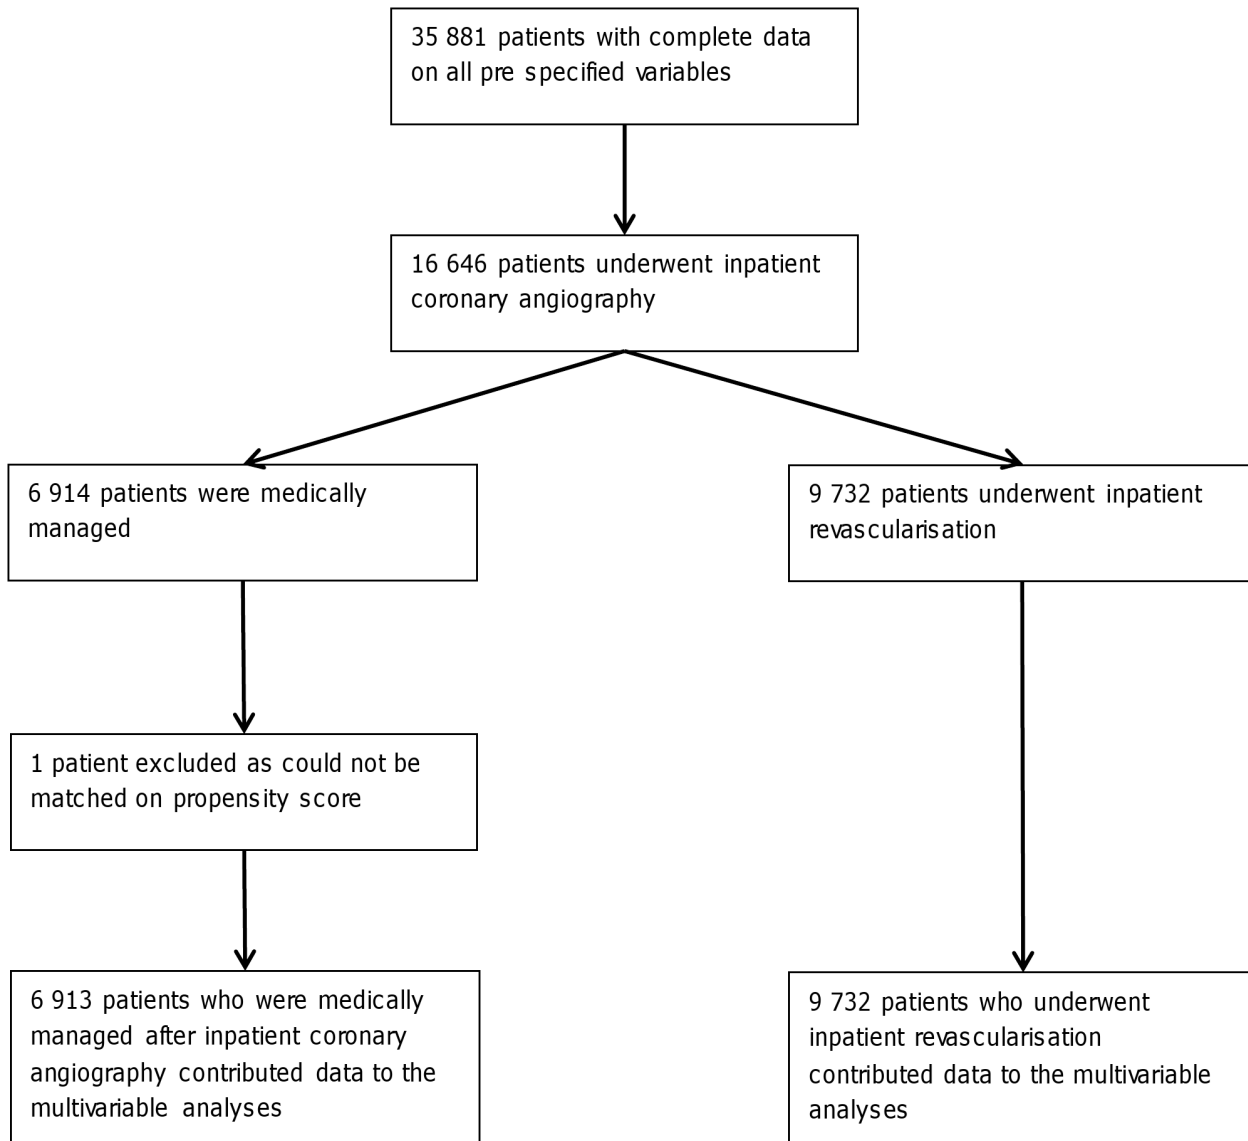 35 881 patients with complete data
on all pre specified variables
16 646 patients underwent inpatient
coronary angiography
6 914 patients were medically
managed
9 732 patients underwent inpatient
revascularisation
1 patient excluded as could not be
matched on propensity score
6 913 patients who were medically
managed after inpatient coronary
angiography contributed data to the
multivariable analyses
9 732 patients who underwent
inpatient revascularisation
contributed data to the multivariable
analyses